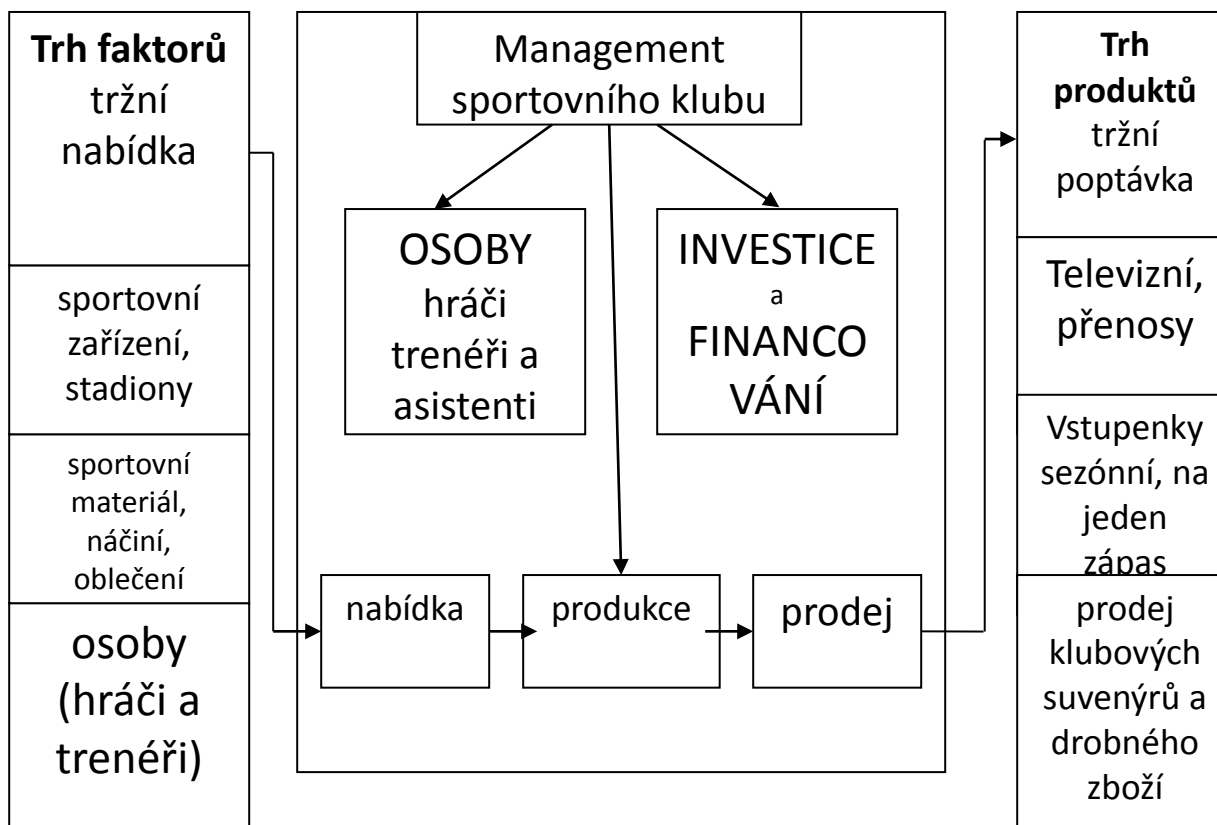 Trh faktorů
tržní
nabídka
sportovní
zařízení,
stadiony
sportovní
materiál,
náčiní,
oblečení
osoby
(hráči a
trenéři)
Management
sportovního klubu
OSOBY
hráči
trenéři a
asistenti
INVESTICE
a
FINANCO
VÁNÍ
nabídka
produkce
prodej
Trh
produktů
tržní
poptávka
Televizní,
přenosy
Vstupenky
sezónní, na
jeden
zápas
prodej
klubových
suvenýrů a
drobného
zboží